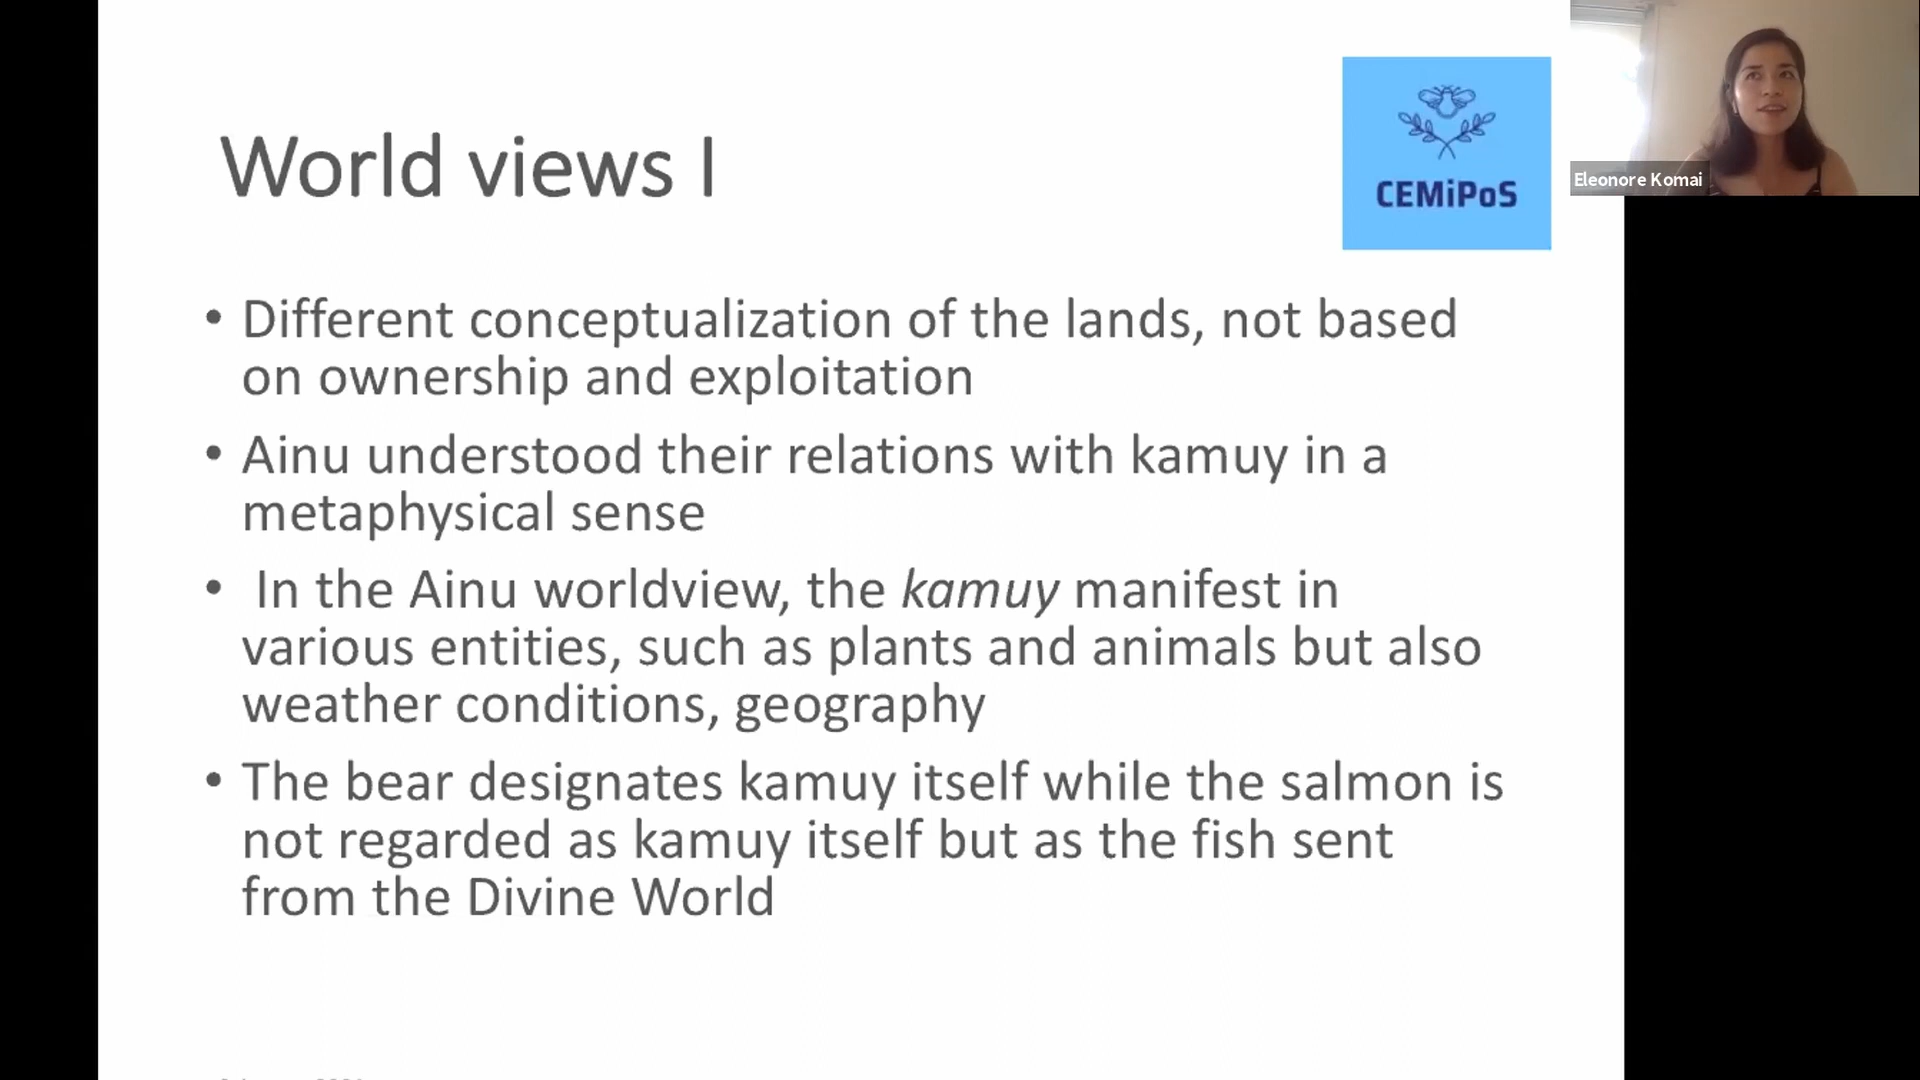 World views I
CEMiPoS
Eleonore Komai
• Different conceptualization of the lands, not based
on ownership and exploitation
• Ainu understood their relations with kamuy in a
metaphysical sense
• In the Ainu worldview, the kamuy manifest in
various entities, such as plants and animals but also
weather conditions, geography
• The bear designates kamuy itself while the salmon is
not regarded as kamuy itself but as the fish sent
from the Divine World